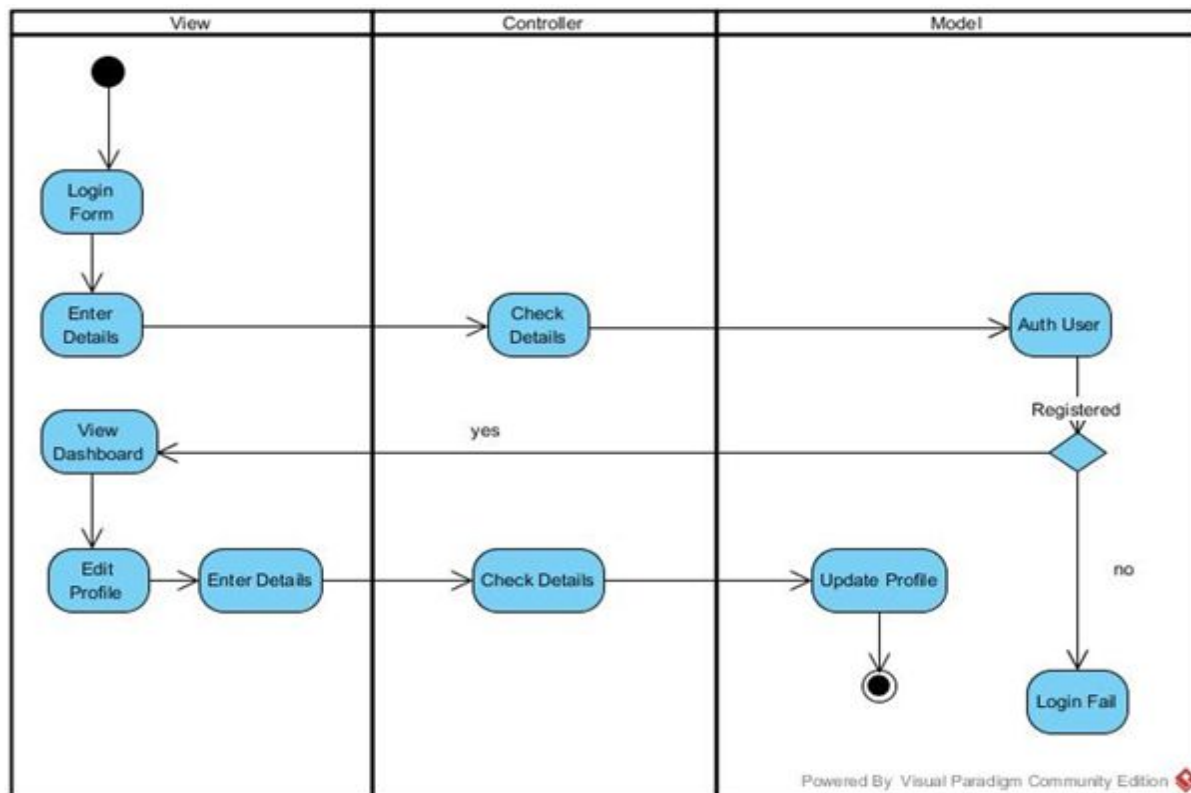 View
Controller
Model
Login
Form
Enter
Details
Check
Details
Auth User
Registered
View
Dashboard
yes
Edit
Profile
Enter Details
Check Details
Update Profile
no
Login Fail
Powered By Visual Paradigm Community Edition